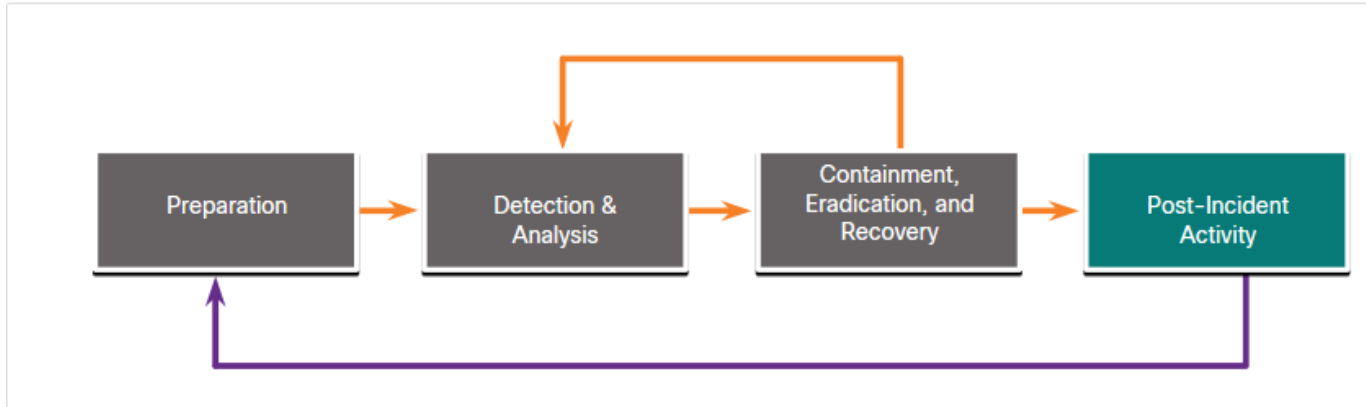 Preparation
Detection &
Analysis
Containment,
Eradication, and
Recovery
Post-Incident
Activity